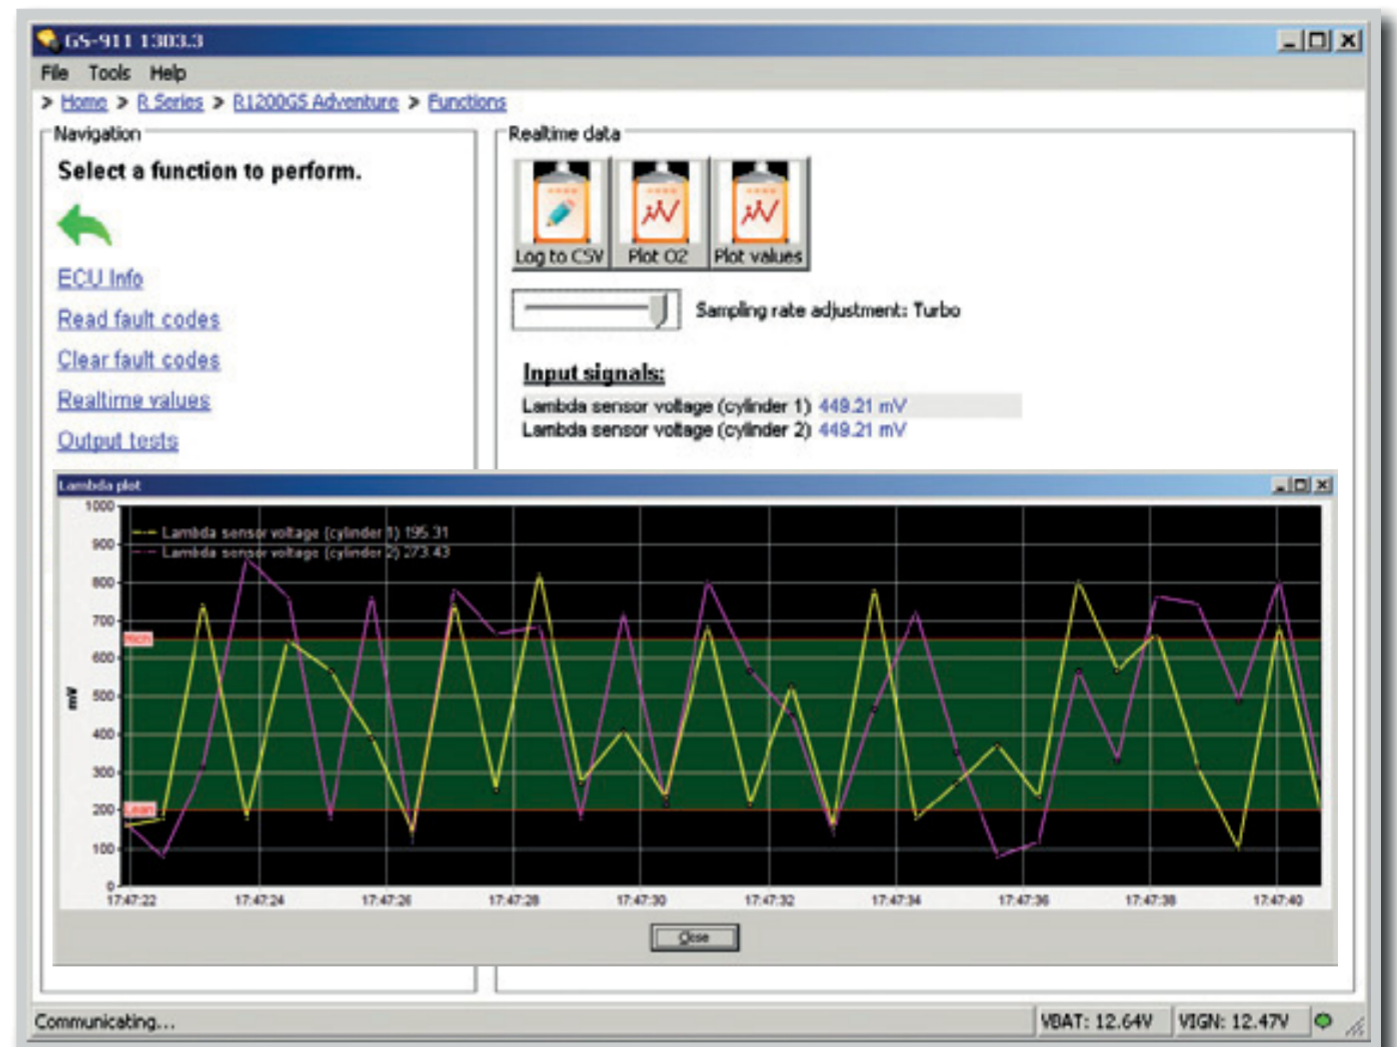 GS-911 1303.3
File Tools Help
> Home > R Series > R1200GS Adventure > Functions
Navigation
Select a function to perform.
ECU Info
Read fault codes
Clear fault codes
Realtime values
Output tests
Realtime data
Log to CSV Plot O2 Plot values
Sampling rate adjustment: Turbo
Input signals:
Lambda sensor voltage (cylinder 1) 449.21 mV
Lambda sensor voltage (cylinder 2) 449.21 mV
Lambda plot
Lambda sensor voltage (cylinder 1) 195.31
Lambda sensor voltage (cylinder 2) 273.43
1000
900
800
700
Rich
600
mV
500
400
300
200
Lean
100
0
17:47:22 17:47:24 17:47:26 17:47:28 17:47:30 17:47:32 17:47:34 17:47:36 17:47:38 17:47:40
Close
Communicating...
VBAT: 12.64V VIGN: 12.47V